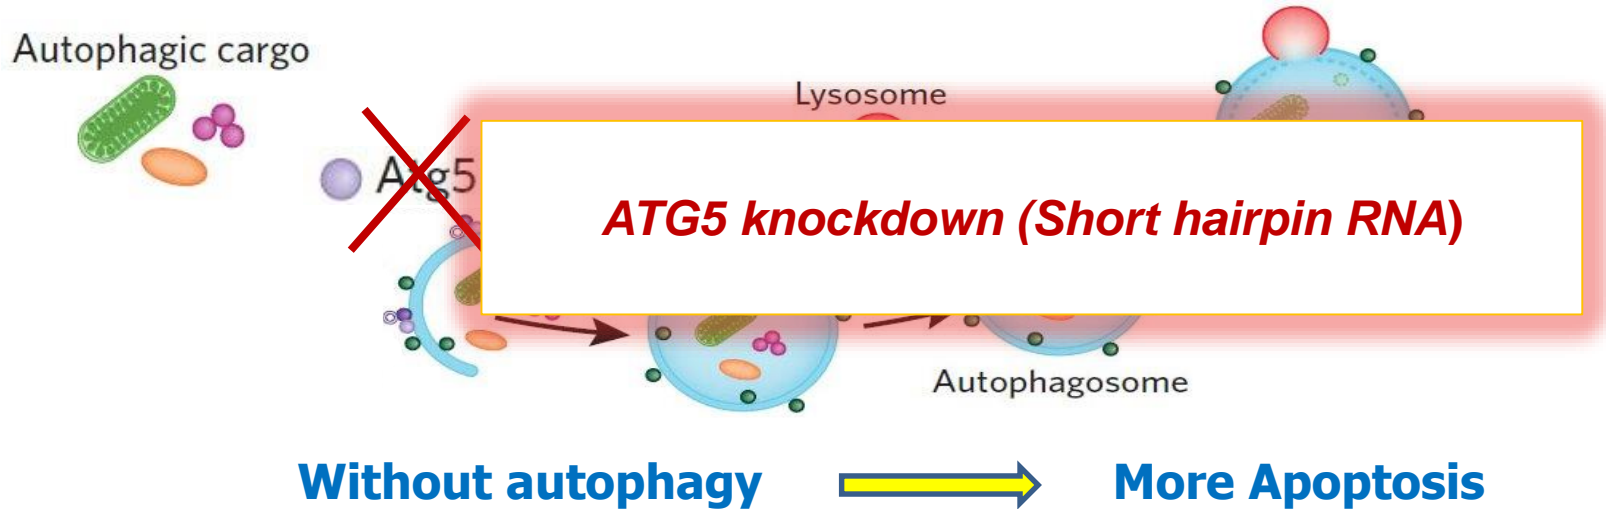 Autophagic cargo
Lysosome
Atg5
ATG5 knockdown (Short hairpin RNA)
Autophagosome
Without autophagy
More Apoptosis